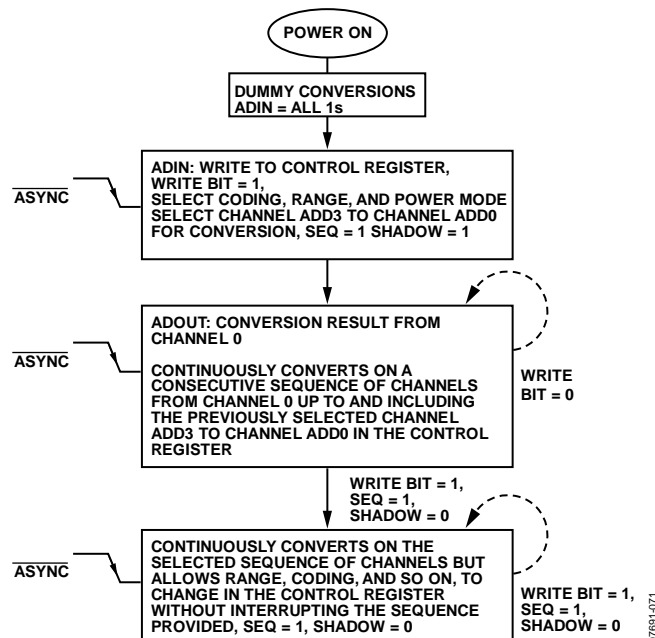 POWER ON
DUMMY CONVERSIONS
ADIN = ALL 1s
ASYNC
ADIN: WRITE TO CONTROL REGISTER,
WRITE BIT = 1,
SELECT CODING, RANGE, AND POWER MODE
SELECT CHANNEL ADD3 TO CHANNEL ADD0
FOR CONVERSION, SEQ = 1 SHADOW = 1
ASYNC
ADOUT: CONVERSION RESULT FROM
CHANNEL 0
CONTINUOUSLY CONVERTS ON A
CONSECUTIVE SEQUENCE OF CHANNELS
FROM CHANNEL 0 UP TO AND INCLUDING
THE PREVIOUSLY SELECTED CHANNEL
ADD3 TO CHANNEL ADD0 IN THE CONTROL
REGISTER
WRITE
BIT = 0
WRITE BIT = 1,
SEQ = 1,
SHADOW = 0
ASYNC
CONTINUOUSLY CONVERTS ON THE
SELECTED SEQUENCE OF CHANNELS BUT
ALLOWS RANGE, CODING, AND SO ON, TO
CHANGE IN THE CONTROL REGISTER
WITHOUT INTERRUPTING THE SEQUENCE
PROVIDED, SEQ = 1, SHADOW = 0
WRITE BIT = 1,
SEQ = 1,
SHADOW = 0
7691-071